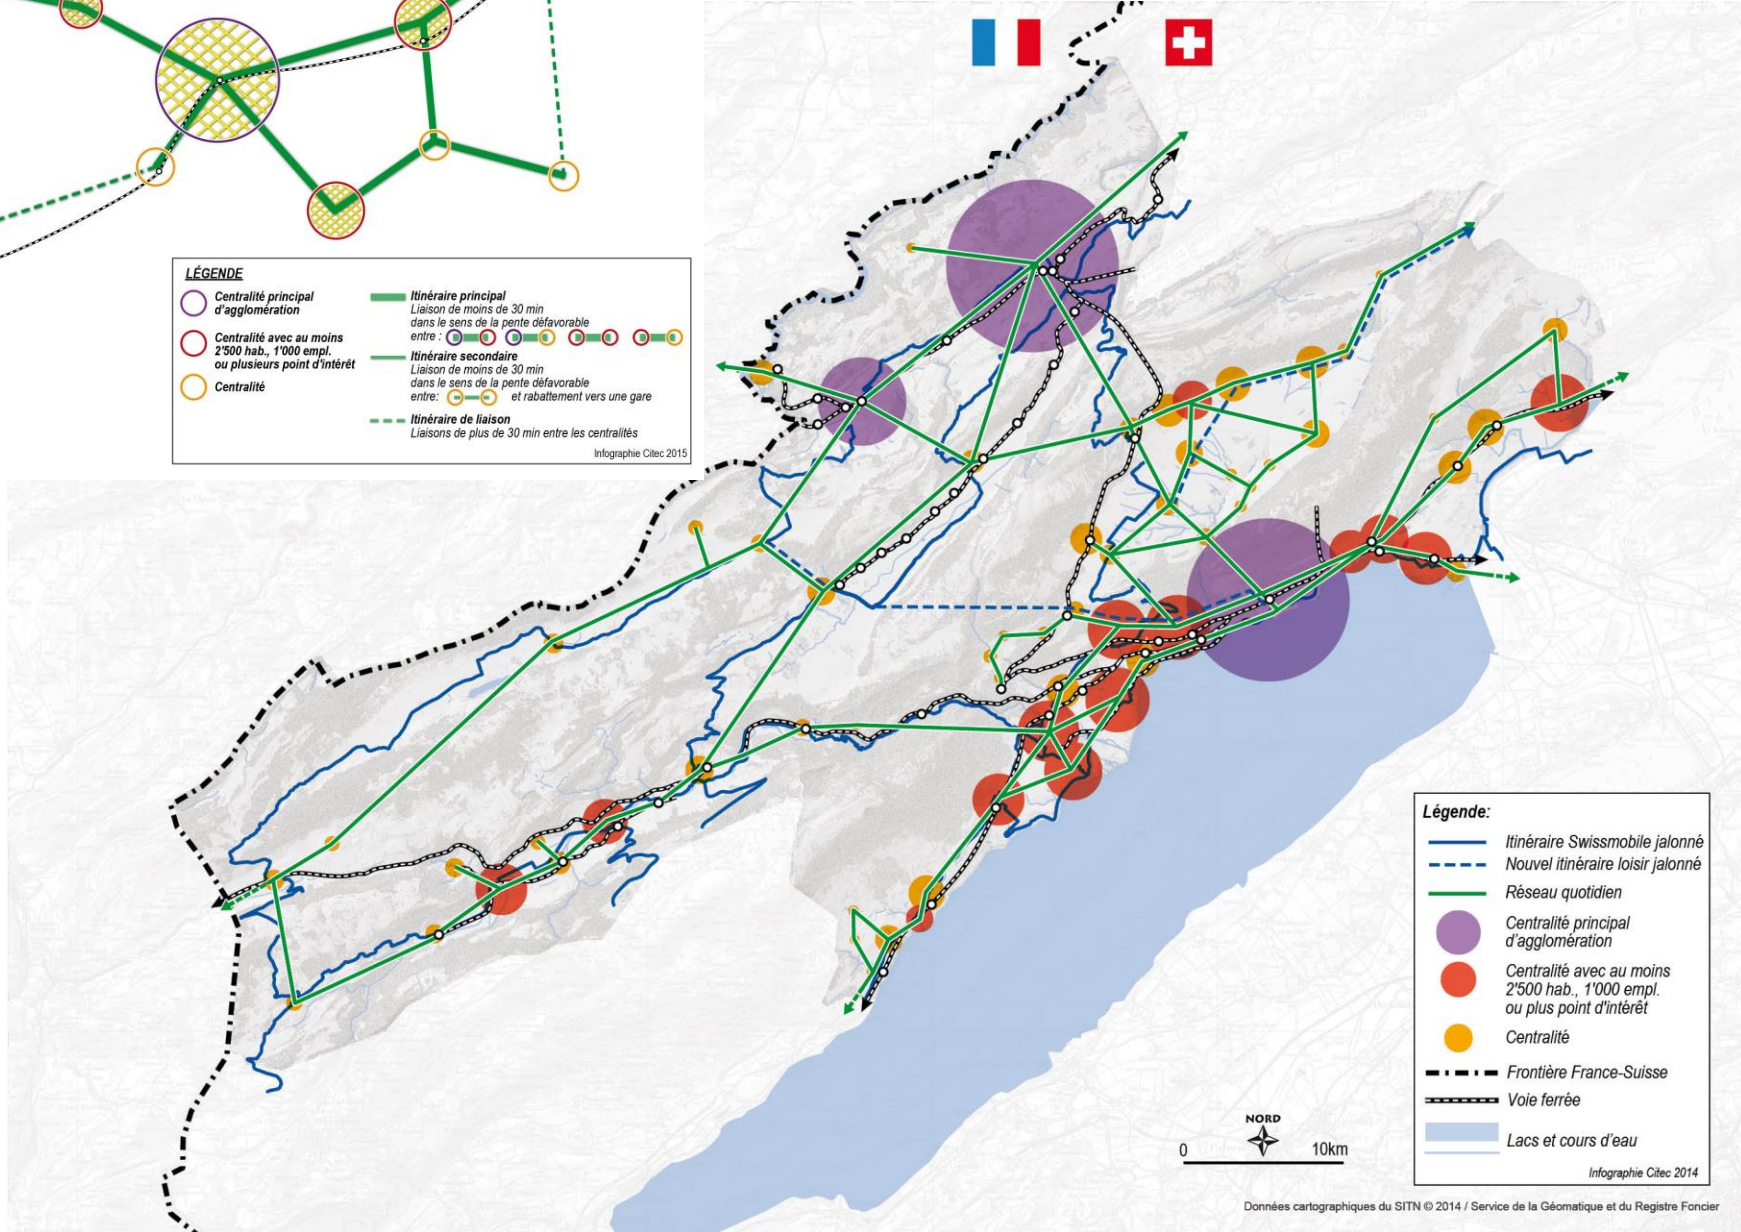 LÉGENDE
Centralité principal
d'agglomération
Centralité avec au moins
2'500 hab., 1'000 empl.
ou plusieurs point d'intérêt
Centralité
Itinéraire principal
Liaison de moins de 30 min
dans le sens de la pente défavorable
entre :
Itinéraire secondaire
Liaison de moins de 30 min
dans le sens de la pente défavorable
entre: et rabattement vers une gare
Itinéraire de liaison
Liaisons de plus de 30 min entre les centralités
Infographie Citec 2015
Légende:
Itinéraire Swissmobile jalonné
Nouvel itinéraire loisir jalonné
Réseau quotidien
Centralité principal
d'agglomération
Centralité avec au moins
2'500 hab., 1'000 empl.
ou plus point d'intérêt
Centralité
Frontière France-Suisse
Voie ferrée
Lacs et cours d'eau
Infographie Citec 2014
NORD
0 10km
Données cartographiques du SITN © 2014 / Service de la Géomatique et du Registre Foncier